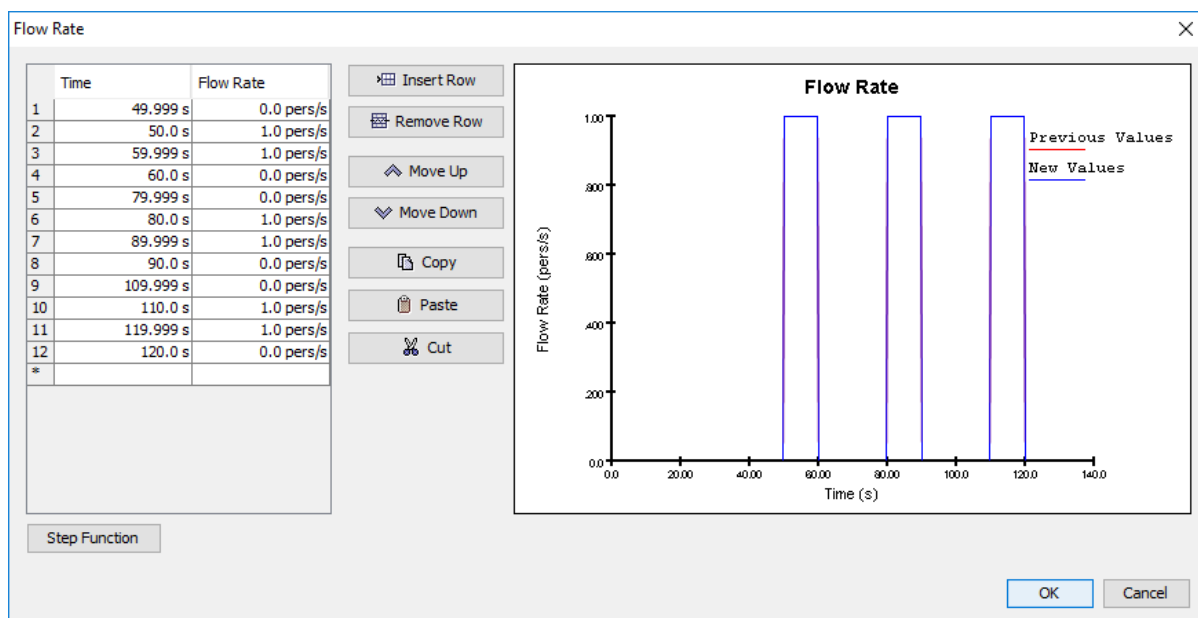 Flow Rate
Time Flow Rate
1 49.999 s 0.0 pers/s
2 50.0 s 1.0 pers/s
3 59.999 s 1.0 pers/s
4 60.0 s 0.0 pers/s
5 79.999 s 0.0 pers/s
6 80.0 s 1.0 pers/s
7 89.999 s 1.0 pers/s
8 90.0 s 0.0 pers/s
9 109.999 s 0.0 pers/s
10 110.0 s 1.0 pers/s
11 119.999 s 1.0 pers/s
12 120.0 s 0.0 pers/s
*
Step Function
Insert Row
Remove Row
Move Up
Move Down
Copy
Paste
Cut
Flow Rate
Previous Values
New Values
Flow Rate (pers/s)
1.00
.800
.600
.400
.200
0.0
0.0 20.00 40.00 60.00 80.00 100.0 120.0 140.0
Time (s)
OK Cancel